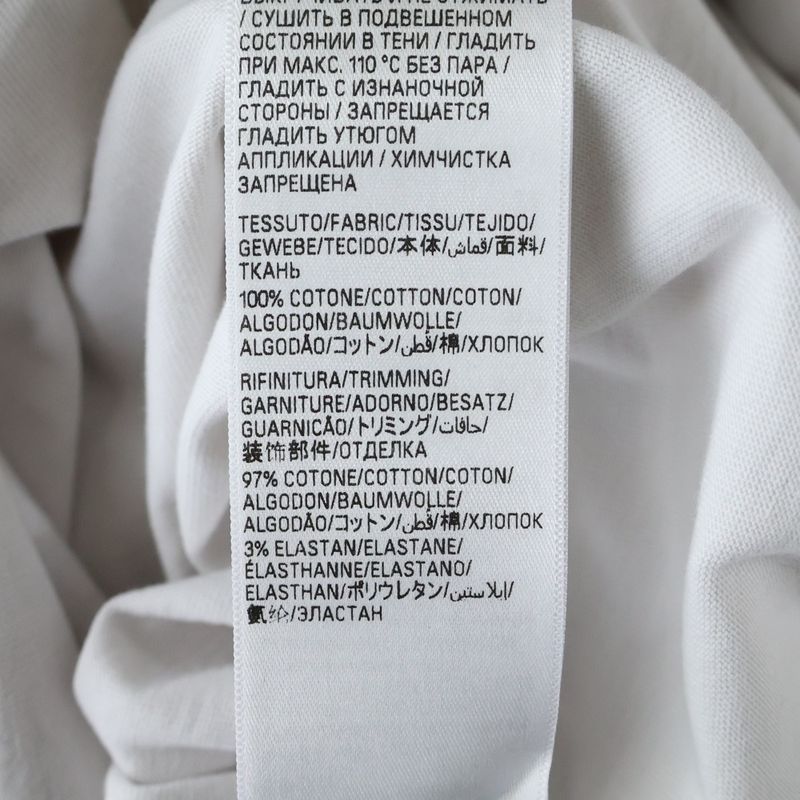 / СУШИТЬ В ПОДВЕШЕННОМ
СОСТОЯНИИ В ТЕНИ / ГЛАДИТЬ
ПРИ МАКС. 110 °C БЕЗ ПАРА /
ГЛАДИТЬ С ИЗНАНОЧНОЙ
СТОРОНЫ / ЗАПРЕЩАЕТСЯ
ГЛАДИТЬ УТЮГОМ
АППЛИКАЦИИ / ХИМЧИСТКА
ЗАПРЕЩЕНА
TESSUTO/FABRIC/TISSU/TEJIDO/
GEWEBE/TECIDO/本体/قماش/面料/
ТКАНЬ
100% COTONE/COTTON/COTON/
ALGODON/BAUMWOLLE/
ALGODÃO/コットン/قطن/棉/ХЛОПОК
RIFINITURA/TRIMMING/
GARNITURE/ADORNO/BESATZ/
GUARNICÃO/トリミング/حافات/
装饰部件/ОТДЕЛКА
97% COTONE/COTTON/COTON/
ALGODON/BAUMWOLLE/
ALGODÃO/コットン/قطن/棉/ХЛОПОК
3% ELASTAN/ELASTANE/
ÉLASTHANNE/ELASTANO/
ELASTHAN/ポリウレタン/إيلاستين/
氨纶/ЭЛАСТАН